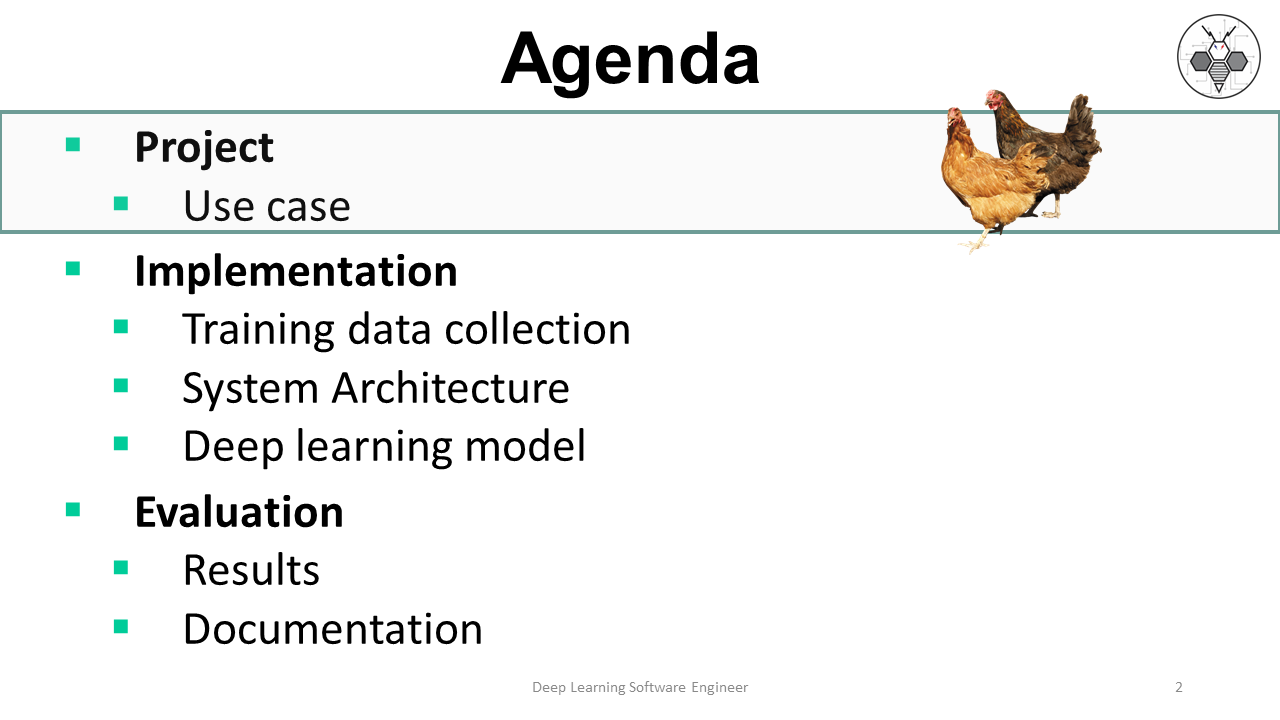 Agenda
Project
Use case
Implementation
Training data collection
System Architecture
Deep learning model
Evaluation
Results
Documentation
Deep Learning Software Engineer
2